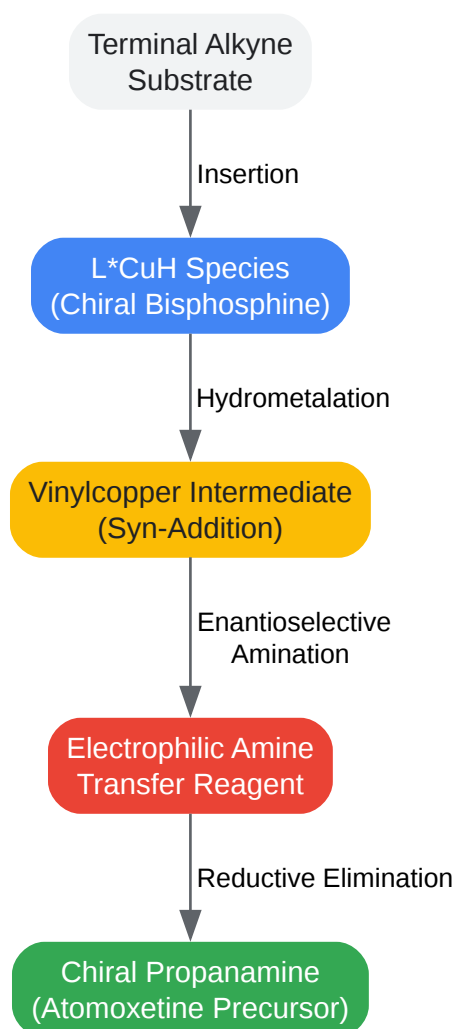 Terminal Alkyne
Substrate
Insertion
L*CuH Species
(Chiral Bisphosphine)
Hydrometalation
Vinylcopper Intermediate
(Syn-Addition)
Enantioselective
Amination
Electrophilic Amine
Transfer Reagent
Reductive Elimination
Chiral Propanamine
(Atomoxetine Precursor)